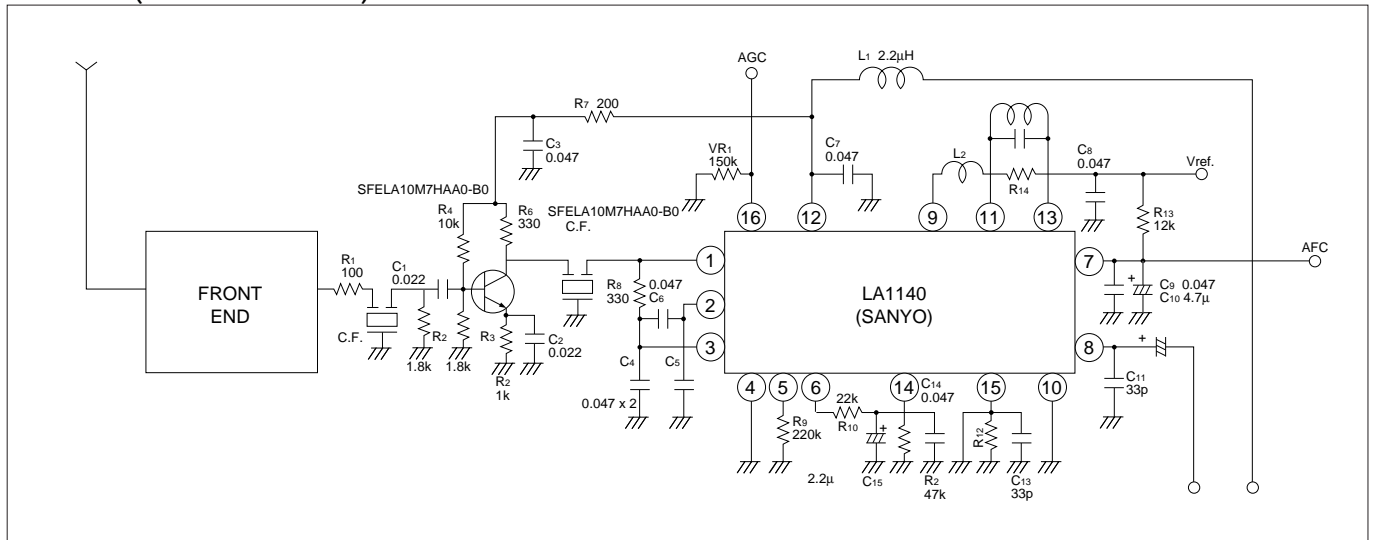 AGC
L1 2.2μH
R7 200
C3
0.047
VR1
150k
C7
0.047
L2
R14
C8
0.047
Vref.
SFELA10M7HAA0-B0
R4
10k
R6
330
SFELA10M7HAA0-B0
C.F.
16
12
9
11
13
R13
12k
AFC
FRONT
END
R1
100
C1
0.022
C.F.
R2
1.8k
R3
1.8k
R2
1k
C2
0.022
R8
330
0.047
C6
C4
C5
0.047 x 2
1
2
3
LA1140
(SANYO)
7
C9 0.047
C10 4.7μ
+
8
+
C11
33p
4
5
6
14
15
10
R9
220k
22k
R10
+
2.2μ
C15
C14
0.047
R2
47k
R12
C13
33p